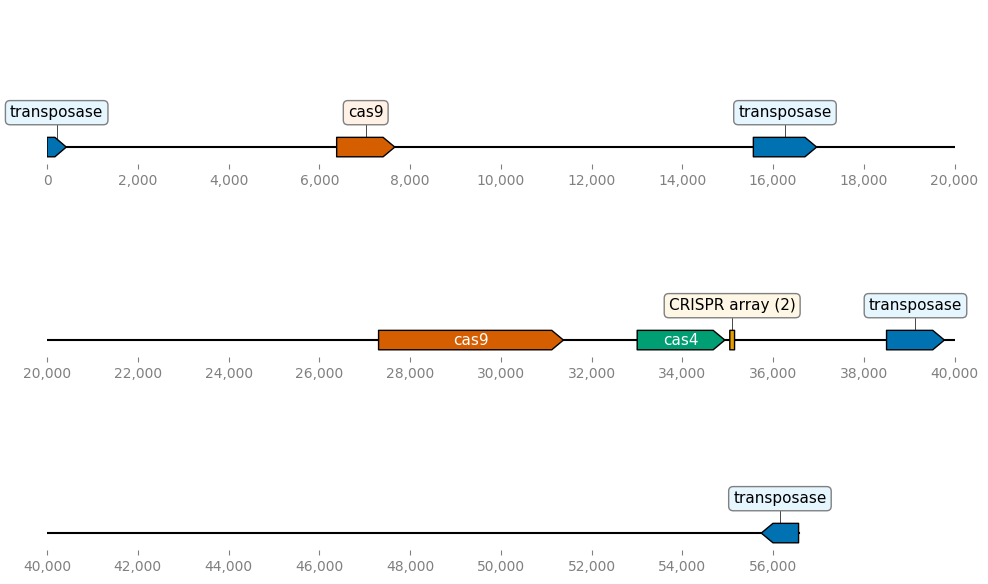 transposase cas9 transposase
0 2,000 4,000 6,000 8,000 10,000 12,000 14,000 16,000 18,000 20,000
CRISPR array (2) transposase
cas9 cas4
20,000 22,000 24,000 26,000 28,000 30,000 32,000 34,000 36,000 38,000 40,000
transposase
40,000 42,000 44,000 46,000 48,000 50,000 52,000 54,000 56,000